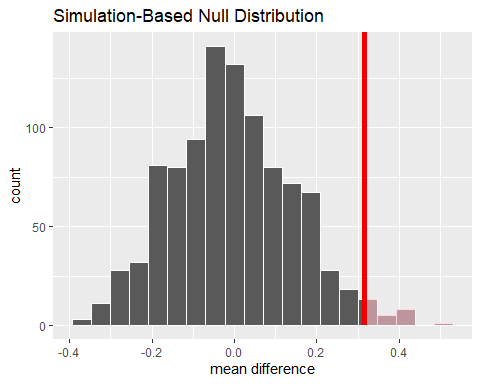 Simulation-Based Null Distribution
100
50
0
count
-0.4 -0.2 0.0 0.2 0.4
mean difference